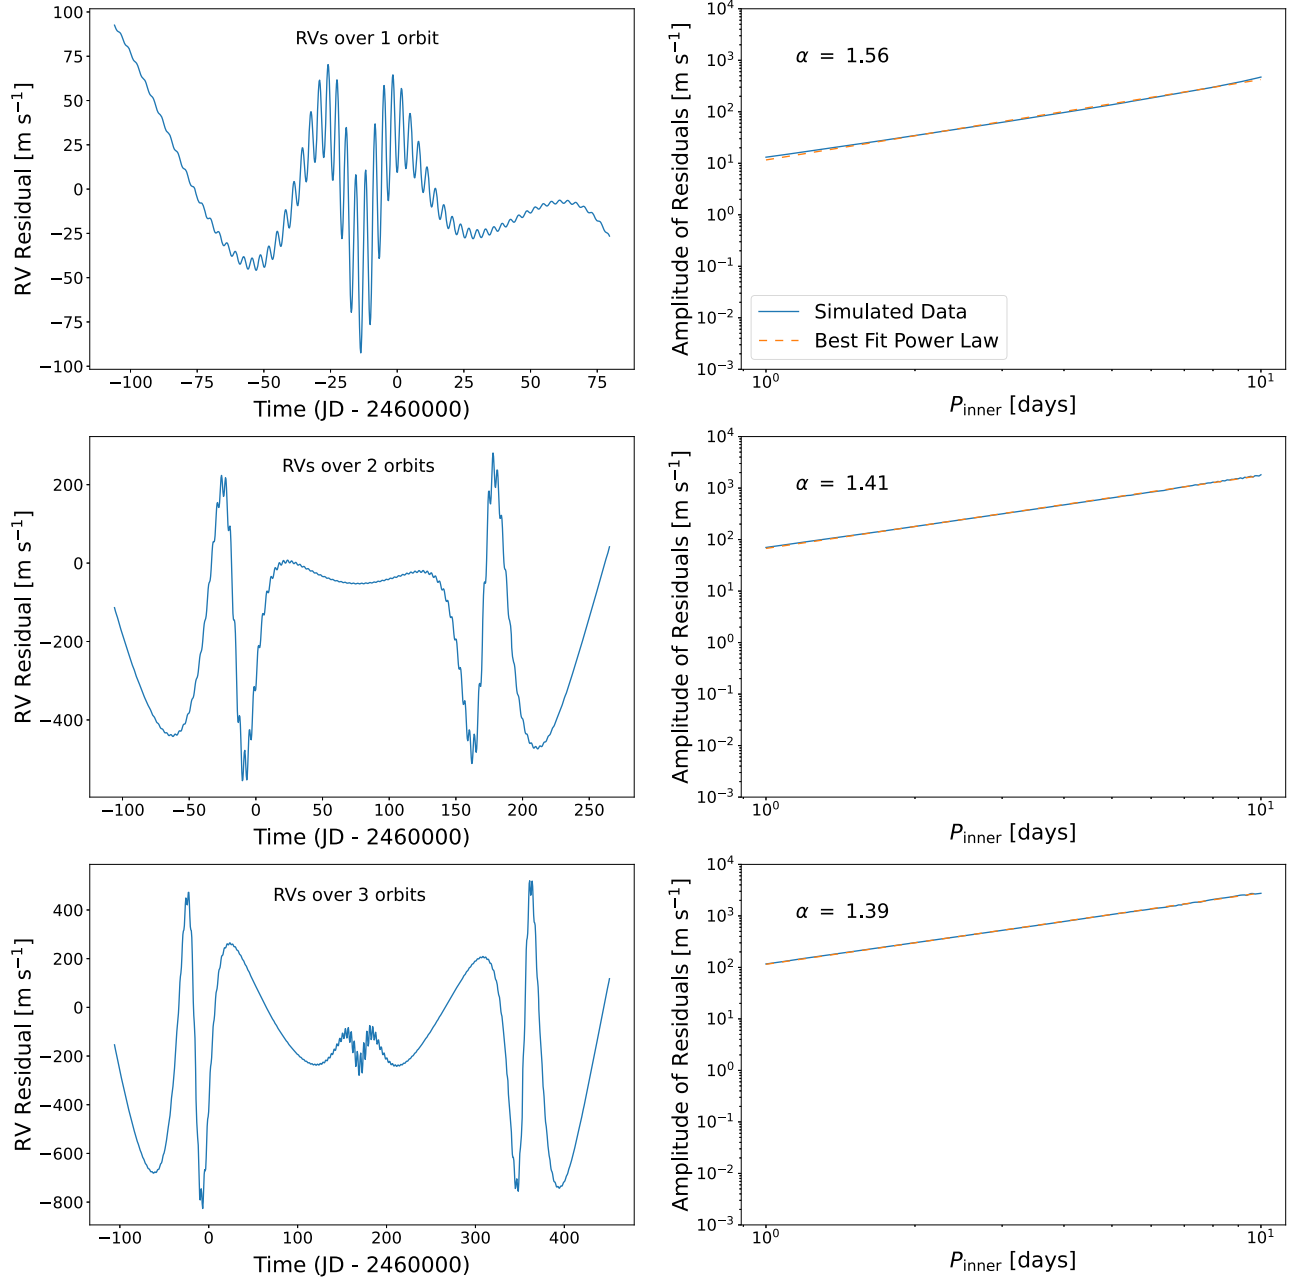 RVs over 1 orbit
RV Residual [m s⁻¹]
100
75
50
25
0
−25
−50
−75
−100
−100 −75 −50 −25 0 25 50 75
Time (JD - 2460000)
α = 1.56
Amplitude of Residuals [m s⁻¹]
10⁴
10³
10²
10¹
10⁰
10⁻¹
10⁻²
10⁻³
Simulated Data
Best Fit Power Law
10⁰ 10¹
P_inner [days]
RVs over 2 orbits
RV Residual [m s⁻¹]
200
0
−200
−400
−100 −50 0 50 100 150 200 250
Time (JD - 2460000)
α = 1.41
Amplitude of Residuals [m s⁻¹]
10⁴
10³
10²
10¹
10⁰
10⁻¹
10⁻²
10⁻³
10⁰ 10¹
P_inner [days]
RVs over 3 orbits
RV Residual [m s⁻¹]
400
200
0
−200
−400
−600
−800
−100 0 100 200 300 400
Time (JD - 2460000)
α = 1.39
Amplitude of Residuals [m s⁻¹]
10⁴
10³
10²
10¹
10⁰
10⁻¹
10⁻²
10⁻³
10⁰ 10¹
P_inner [days]